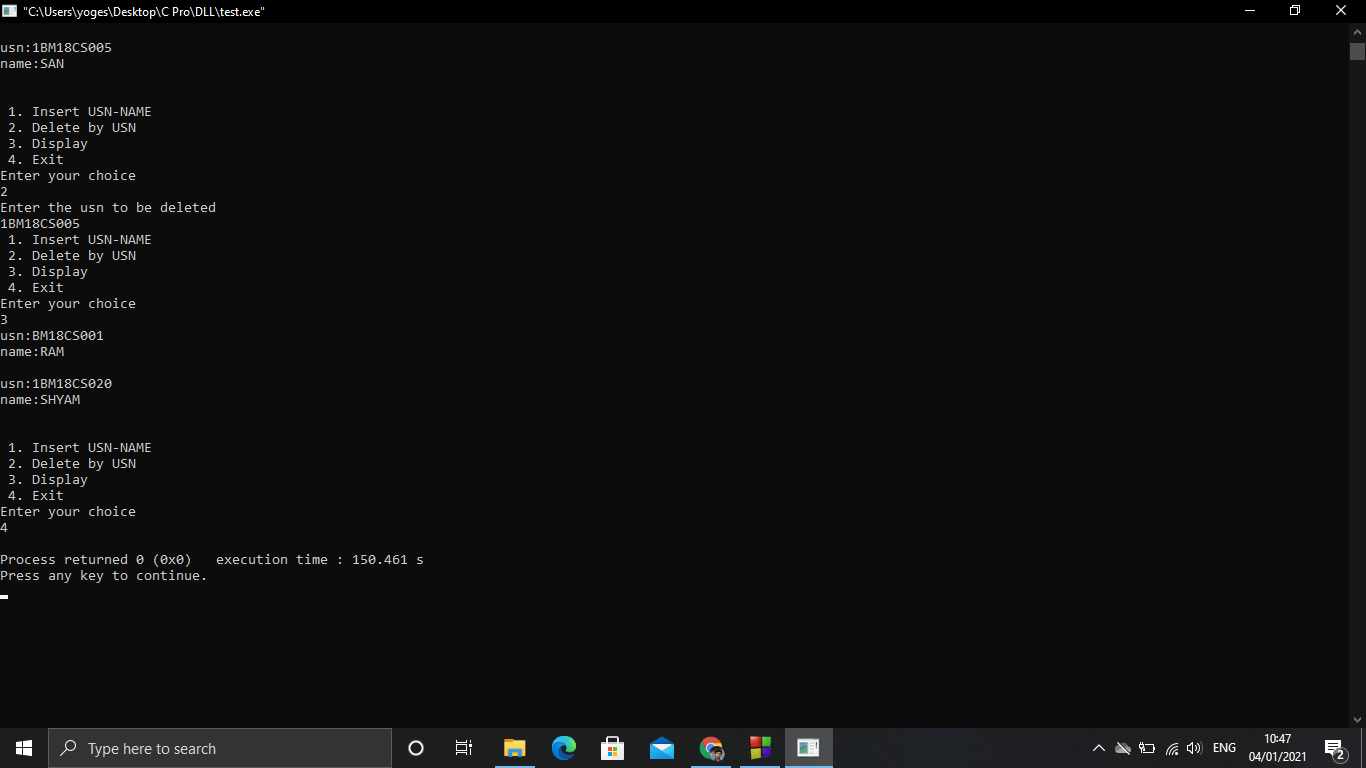 "C:\Users\yoges\Desktop\C Pro\DLL\test.exe"
usn:1BM18CS005
name:SAN
1. Insert USN-NAME
2. Delete by USN
3. Display
4. Exit
Enter your choice
2
Enter the usn to be deleted
1BM18CS005
1. Insert USN-NAME
2. Delete by USN
3. Display
4. Exit
Enter your choice
3
usn:BM18CS001
name:RAM
usn:1BM18CS020
name:SHYAM
1. Insert USN-NAME
2. Delete by USN
3. Display
4. Exit
Enter your choice
4
Process returned 0 (0x0)   execution time : 150.461 s
Press any key to continue.
Type here to search
ENG
10:47
04/01/2021
2